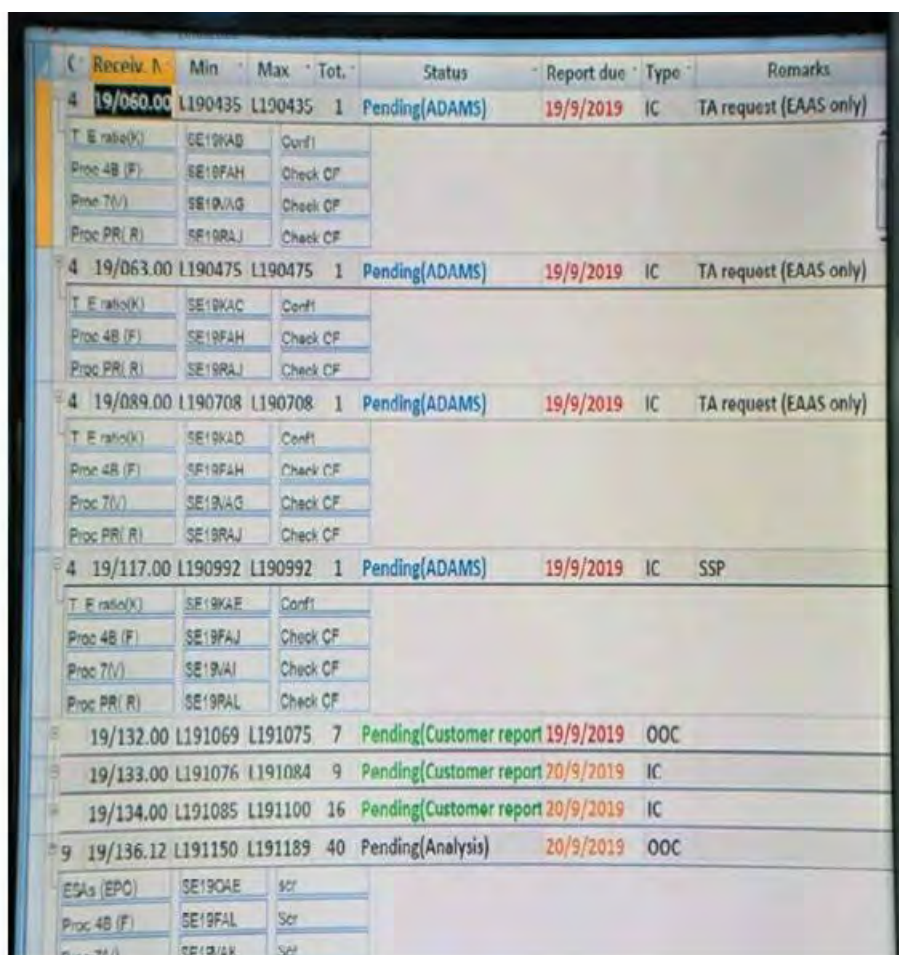 Receiv. N Min Max Tot. Status Report due Type Remarks
4 19/060.00 L190435 L190435 1 Pending(ADAMS) 19/9/2019 IC TA request (EAAS only)
T E ratio(K) SE19KAB Conf1
Proc 4B (F) SE19FAH Check CF
Proc 7(V) SE19VAG Check CF
Proc PR( R) SE19RAJ Check CF
4 19/063.00 L190475 L190475 1 Pending(ADAMS) 19/9/2019 IC TA request (EAAS only)
T E ratio(K) SE19KAC Conf1
Proc 4B (F) SE19FAH Check CF
Proc PR( R) SE19RAJ Check CF
4 19/089.00 L190708 L190708 1 Pending(ADAMS) 19/9/2019 IC TA request (EAAS only)
T E ratio(K) SE19KAD Conf1
Proc 4B (F) SE19FAH Check CF
Proc 7(V) SE19VAG Check CF
Proc PR( R) SE19RAJ Check CF
4 19/117.00 L190992 L190992 1 Pending(ADAMS) 19/9/2019 IC SSP
T E ratio(K) SE19KAE Conf1
Proc 4B (F) SE19FAJ Check CF
Proc 7(V) SE19VAI Check CF
Proc PR( R) SE19RAL Check CF
19/132.00 L191069 L191075 7 Pending(Customer report 19/9/2019 OOC
19/133.00 L191076 L191084 9 Pending(Customer report 20/9/2019 IC
19/134.00 L191085 L191100 16 Pending(Customer report 20/9/2019 IC
9 19/136.12 L191150 L191189 40 Pending(Analysis) 20/9/2019 OOC
ESAs (EPO) SE19OAE scr
Proc 4B (F) SE19FAL Scr